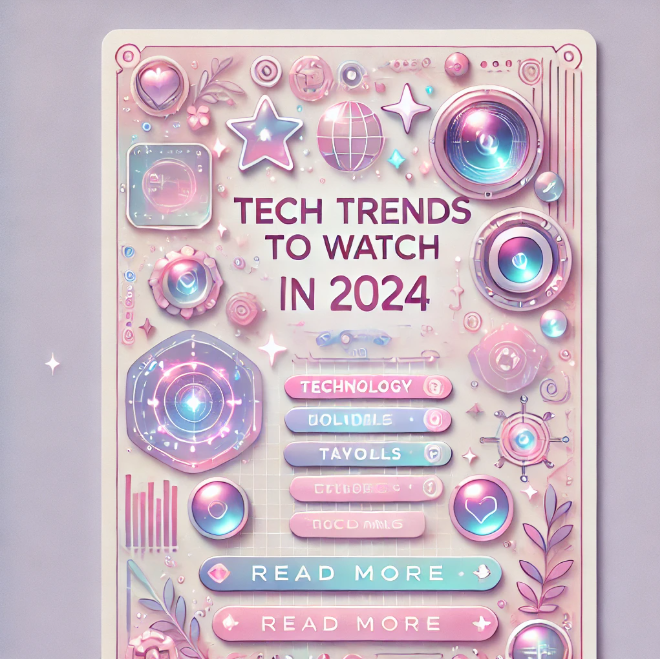 TECH TRENDS
TO WATCH
IN 2024
TECHNOLOGY
TAYOLLS
READ MORE
READ MORE